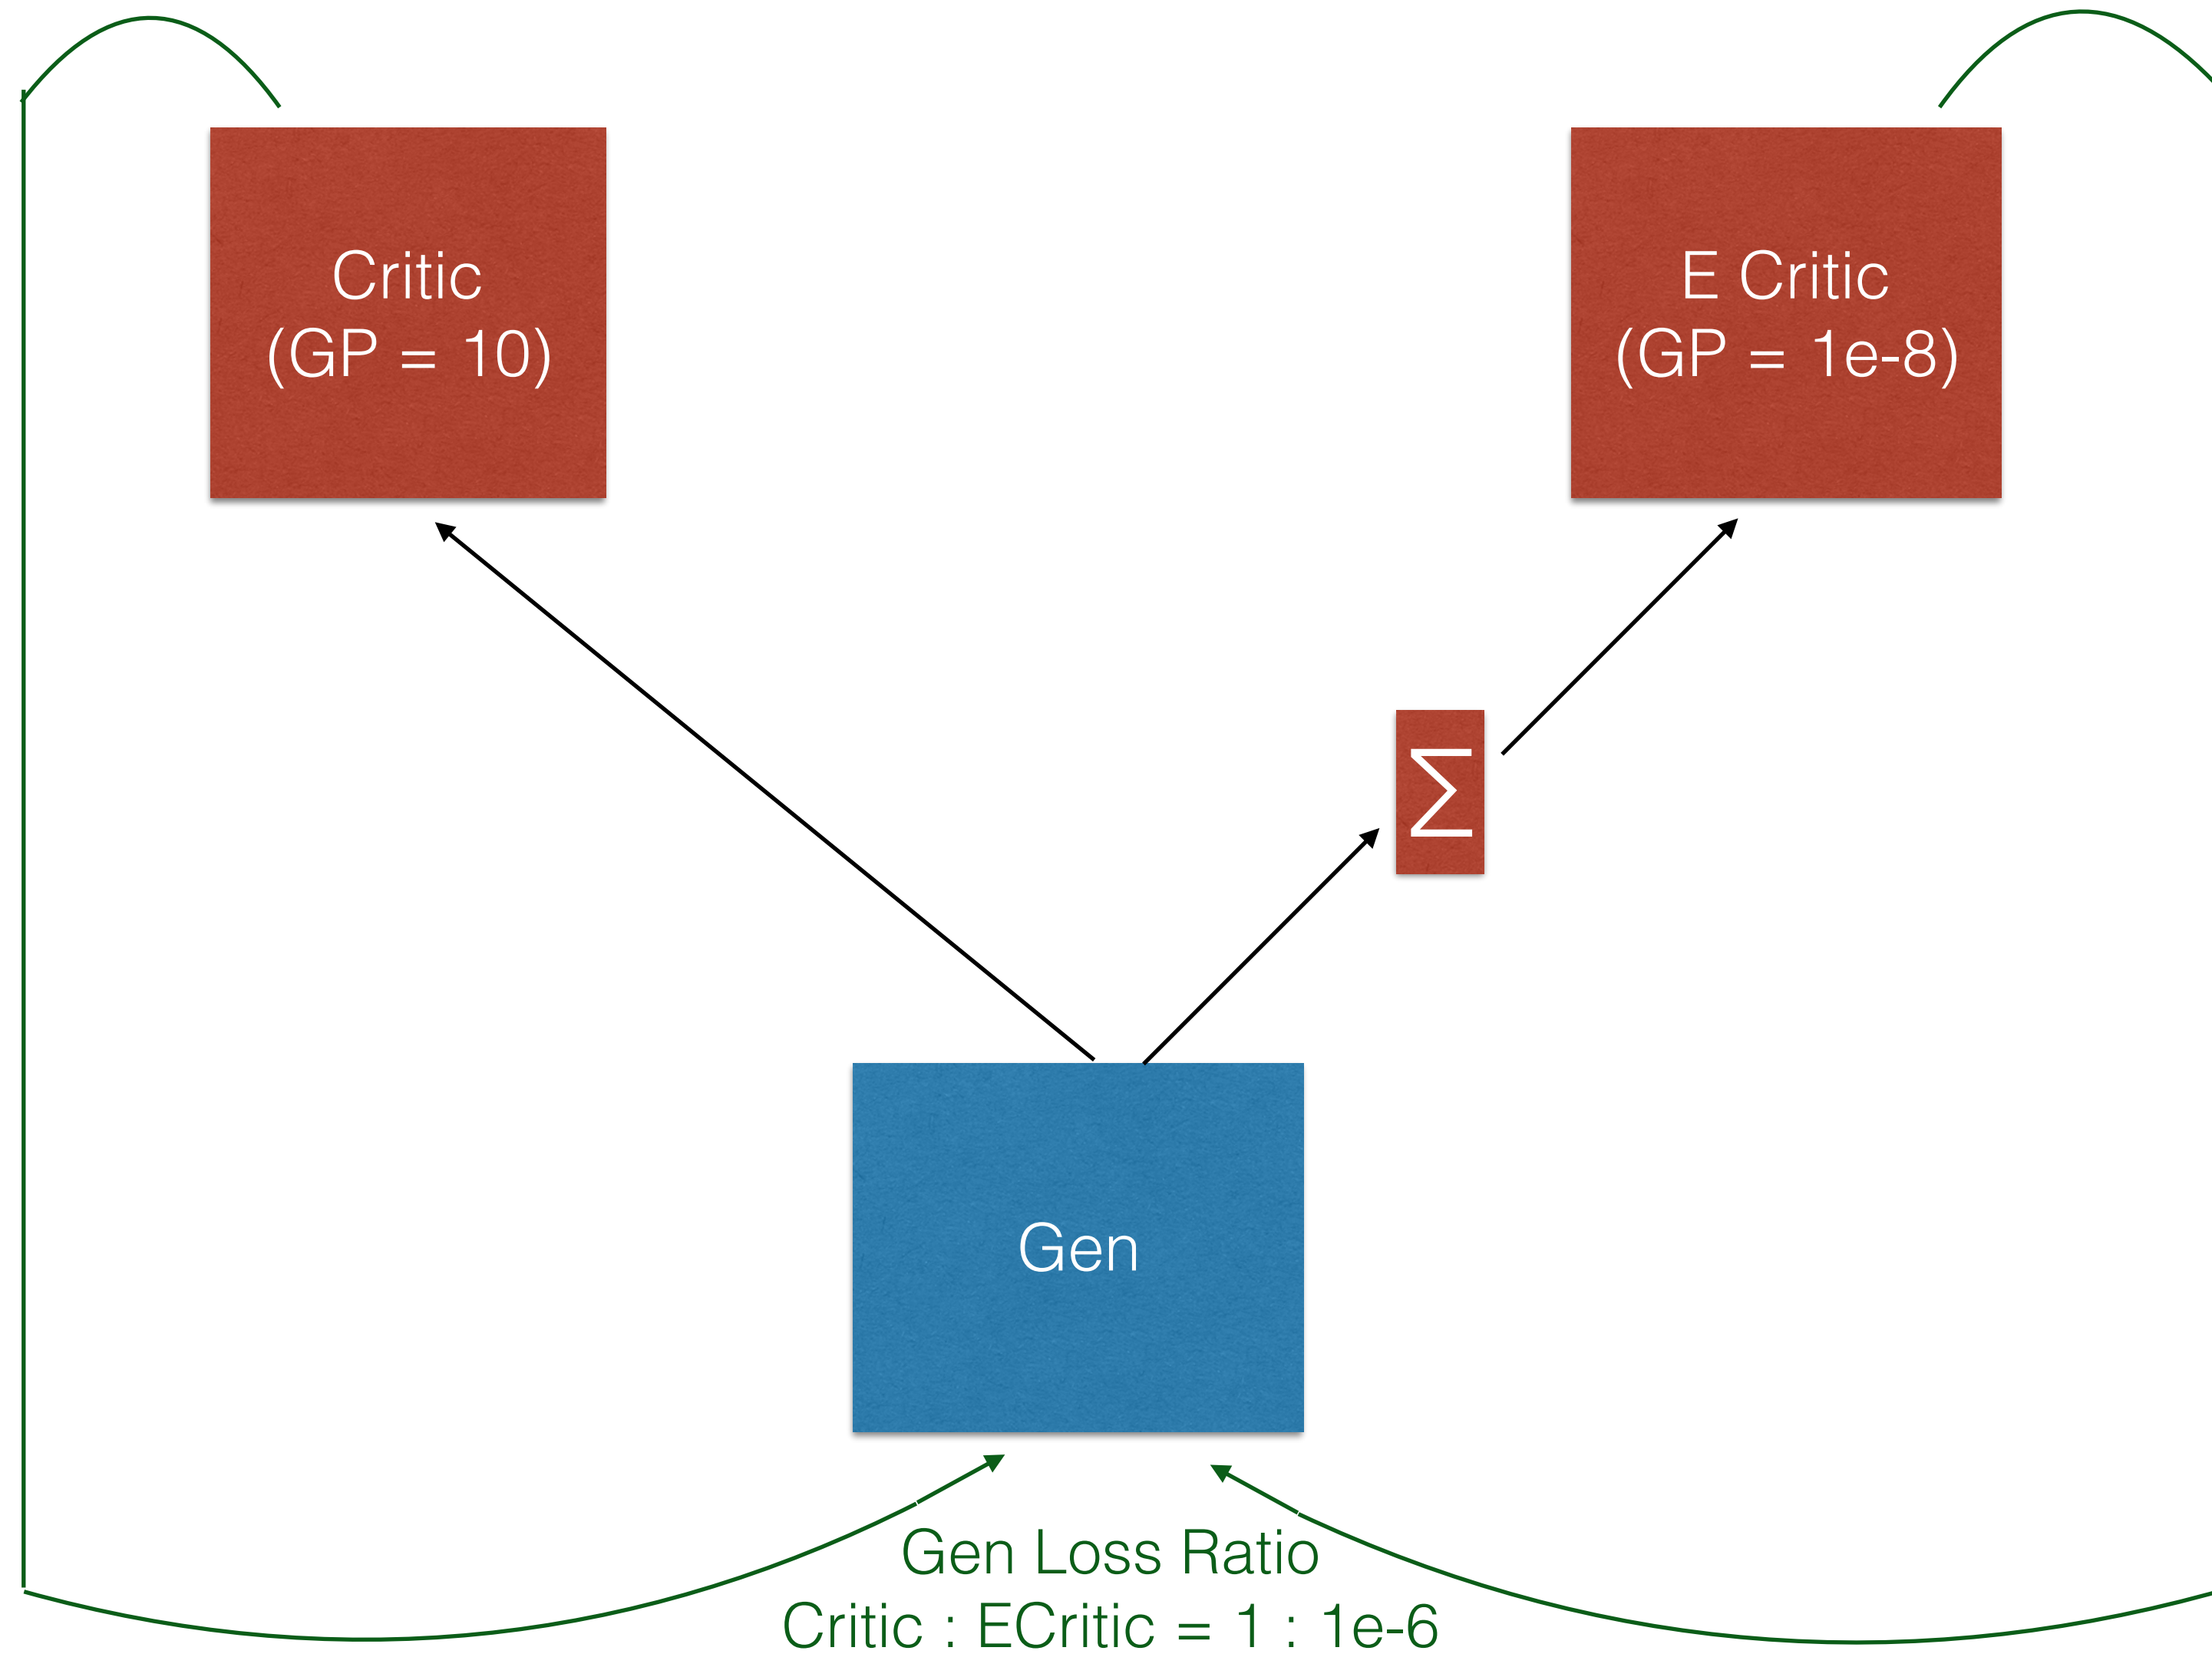 Critic
(GP = 10)
E Critic
(GP = 1e-8)
∑
Gen
Gen Loss Ratio
Critic : ECritic = 1 : 1e-6